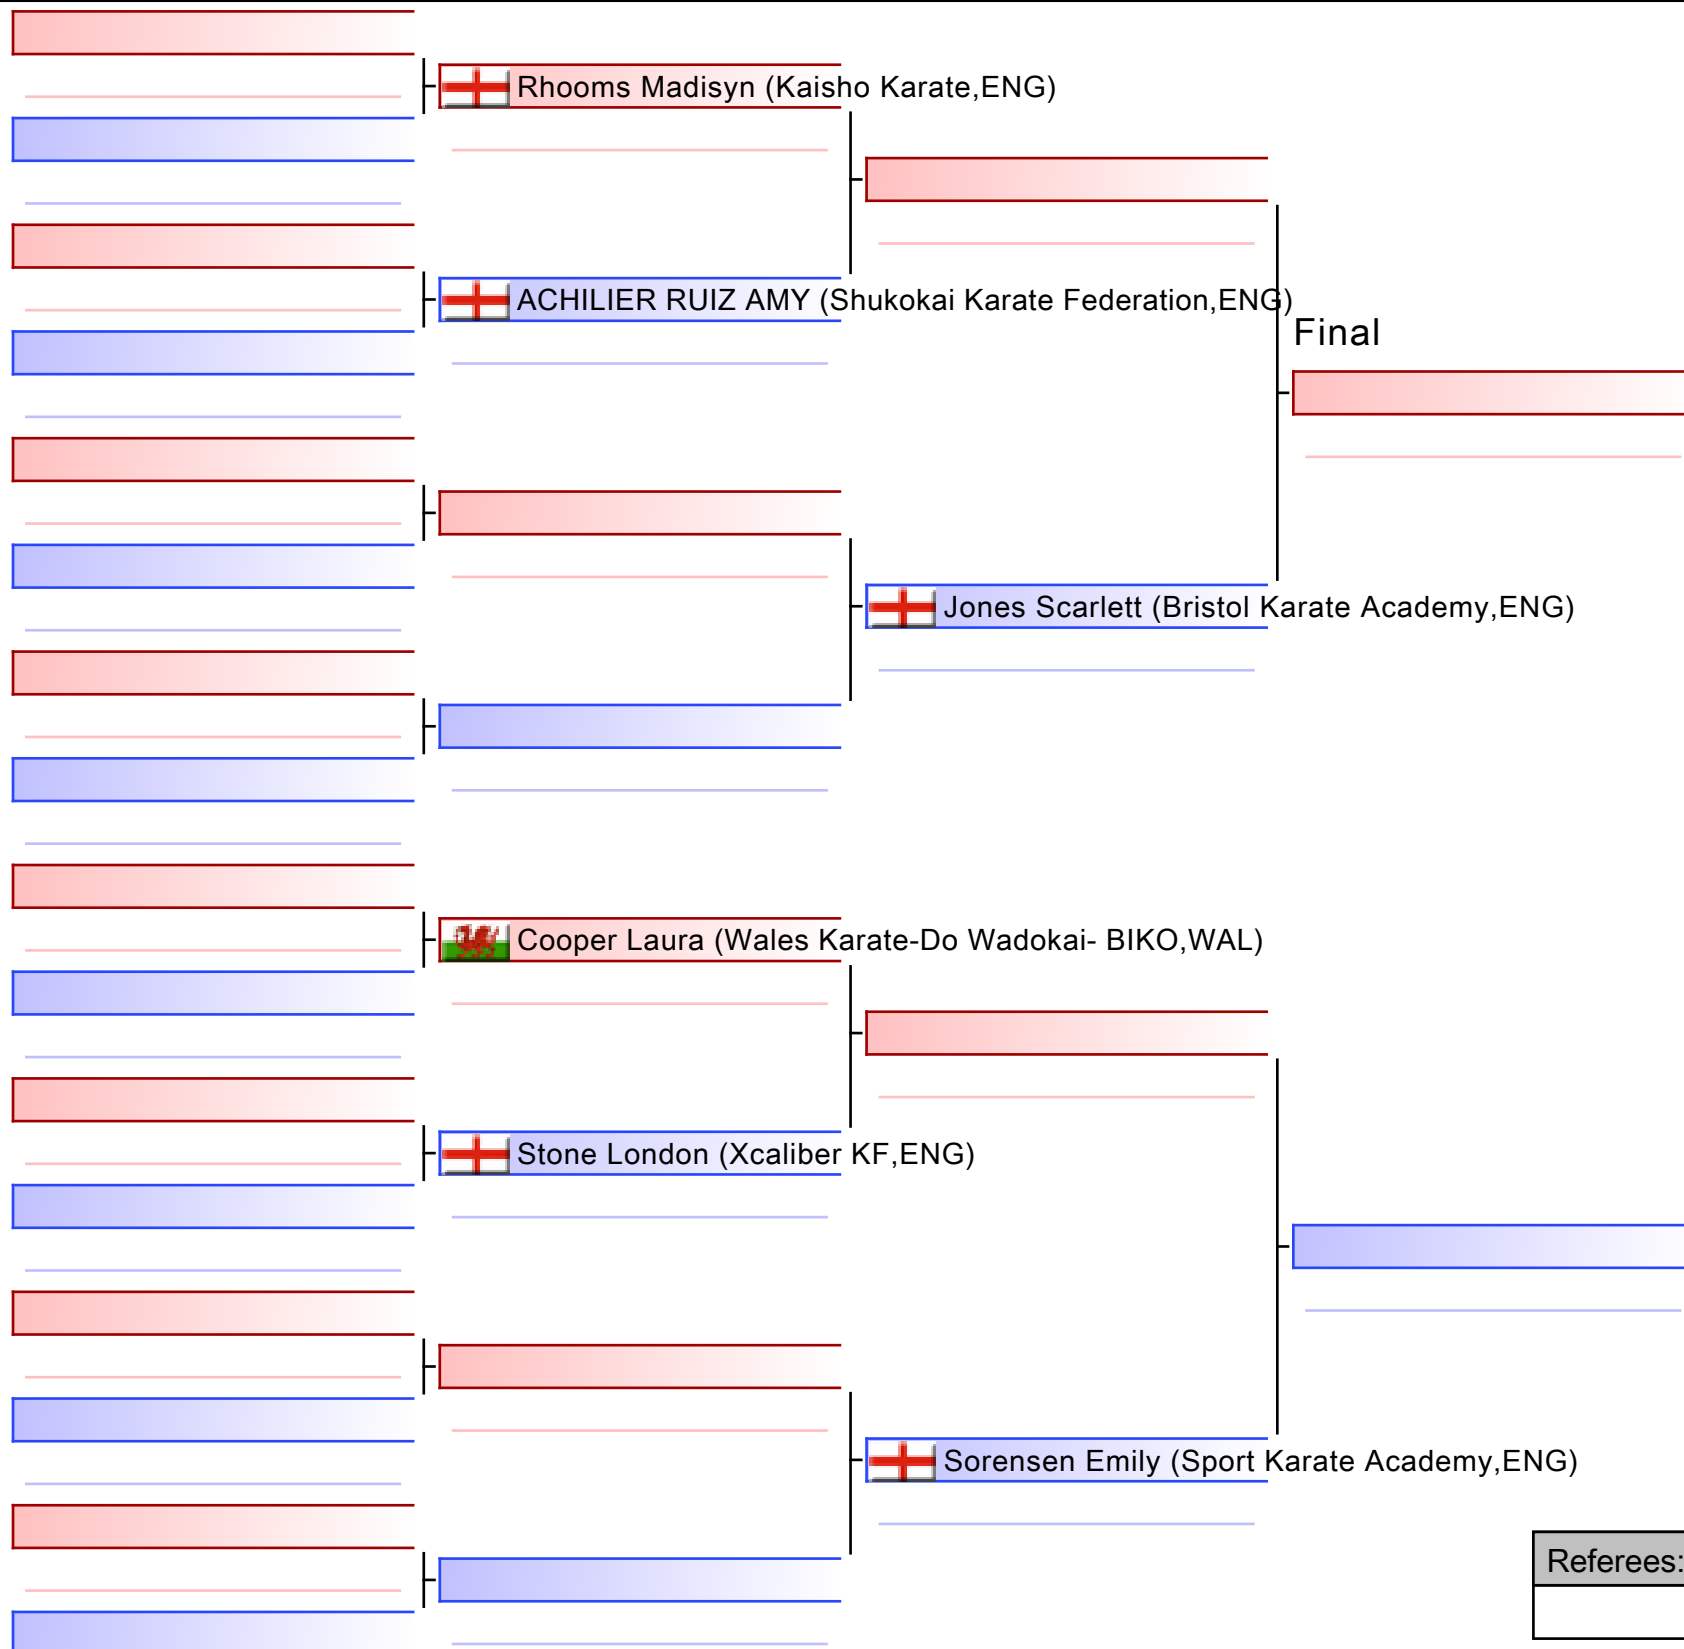 Rhooms Madisyn (Kaisho Karate,ENG)
ACHILIER RUIZ AMY (Shukokai Karate Federation,ENG)
Final
Jones Scarlett (Bristol Karate Academy,ENG)
Cooper Laura (Wales Karate-Do Wadokai- BIKO,WAL)
Stone London (Xcaliber KF,ENG)
Sorensen Emily (Sport Karate Academy,ENG)
Referees: